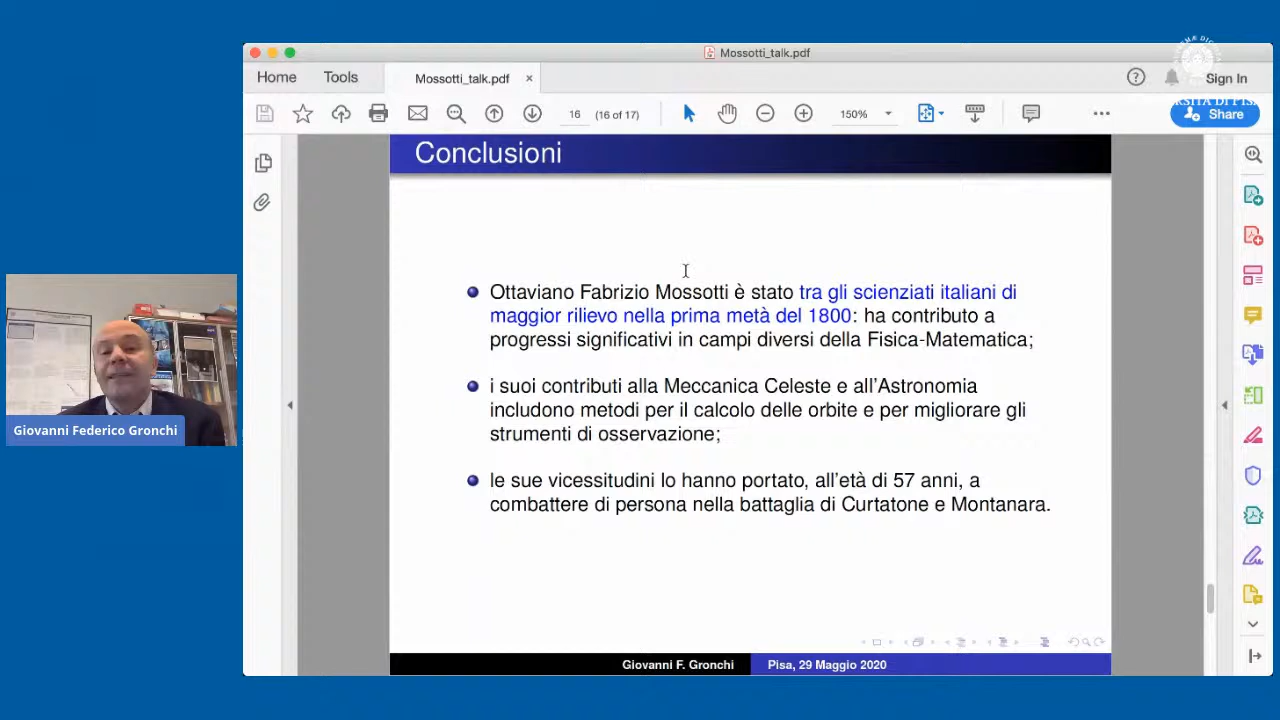 Mossotti_talk.pdf
Home
Tools
Mossotti_talk.pdf
×
Sign In
16
(16 of 17)
150%
Share
Conclusioni
Ottaviano Fabrizio Mossotti è stato tra gli scienziati italiani di
maggior rilievo nella prima metà del 1800: ha contributo a
progressi significativi in campi diversi della Fisica-Matematica;
i suoi contributi alla Meccanica Celeste e all'Astronomia
includono metodi per il calcolo delle orbite e per migliorare gli
strumenti di osservazione;
le sue vicessitudini lo hanno portato, all'età di 57 anni, a
combattere di persona nella battaglia di Curtatone e Montanara.
Giovanni Federico Gronchi
Giovanni F. Gronchi
Pisa, 29 Maggio 2020